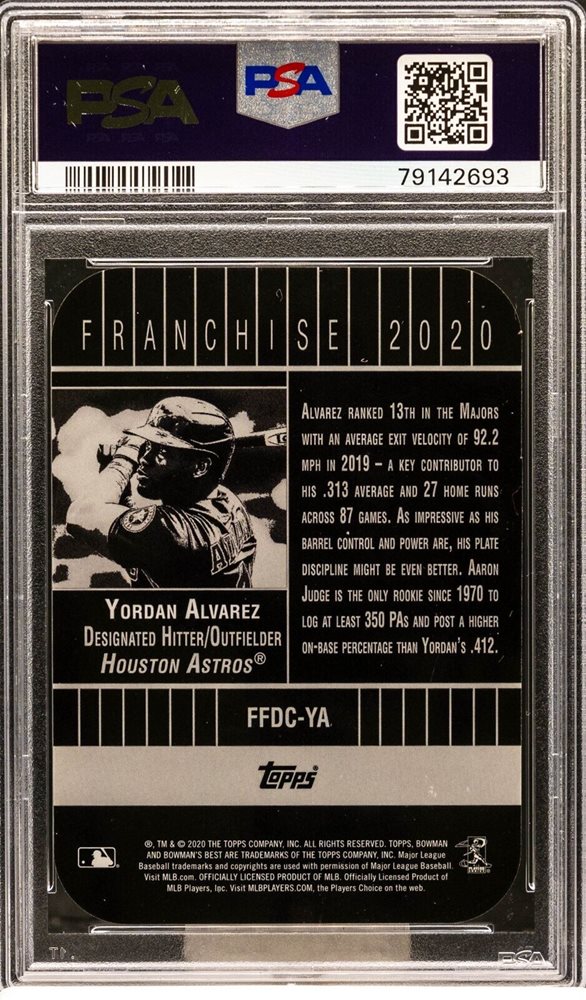 PSA
PSA
79142693
FRANCHISE 2020
ALVAREZ RANKED 13TH IN THE MAJORS
WITH AN AVERAGE EXIT VELOCITY OF 92.2
MPH IN 2019 – A KEY CONTRIBUTOR TO
HIS .313 AVERAGE AND 27 HOME RUNS
ACROSS 87 GAMES. AS IMPRESSIVE AS HIS
BARREL CONTROL AND POWER ARE, HIS PLATE
DISCIPLINE MIGHT BE EVEN BETTER. AARON
JUDGE IS THE ONLY ROOKIE SINCE 1970 TO
LOG AT LEAST 350 PAS AND POST A HIGHER
ON-BASE PERCENTAGE THAN YORDAN'S .412.
YORDAN ALVAREZ
DESIGNATED HITTER/OUTFIELDER
HOUSTON ASTROS®
FFDC-YA
TOPPS®
®, TM & © 2020 THE TOPPS COMPANY, INC. ALL RIGHTS RESERVED. TOPPS, BOWMAN
AND BOWMAN'S BEST ARE TRADEMARKS OF THE TOPPS COMPANY, INC. Major League
Baseball trademarks and copyrights are used with permission of Major League Baseball.
Visit MLB.com. OFFICIALLY LICENSED PRODUCT OF MLB. Officially Licensed Product of
MLB Players, Inc. Visit MLBPLAYERS.COM, the Players Choice on the web.
PSA